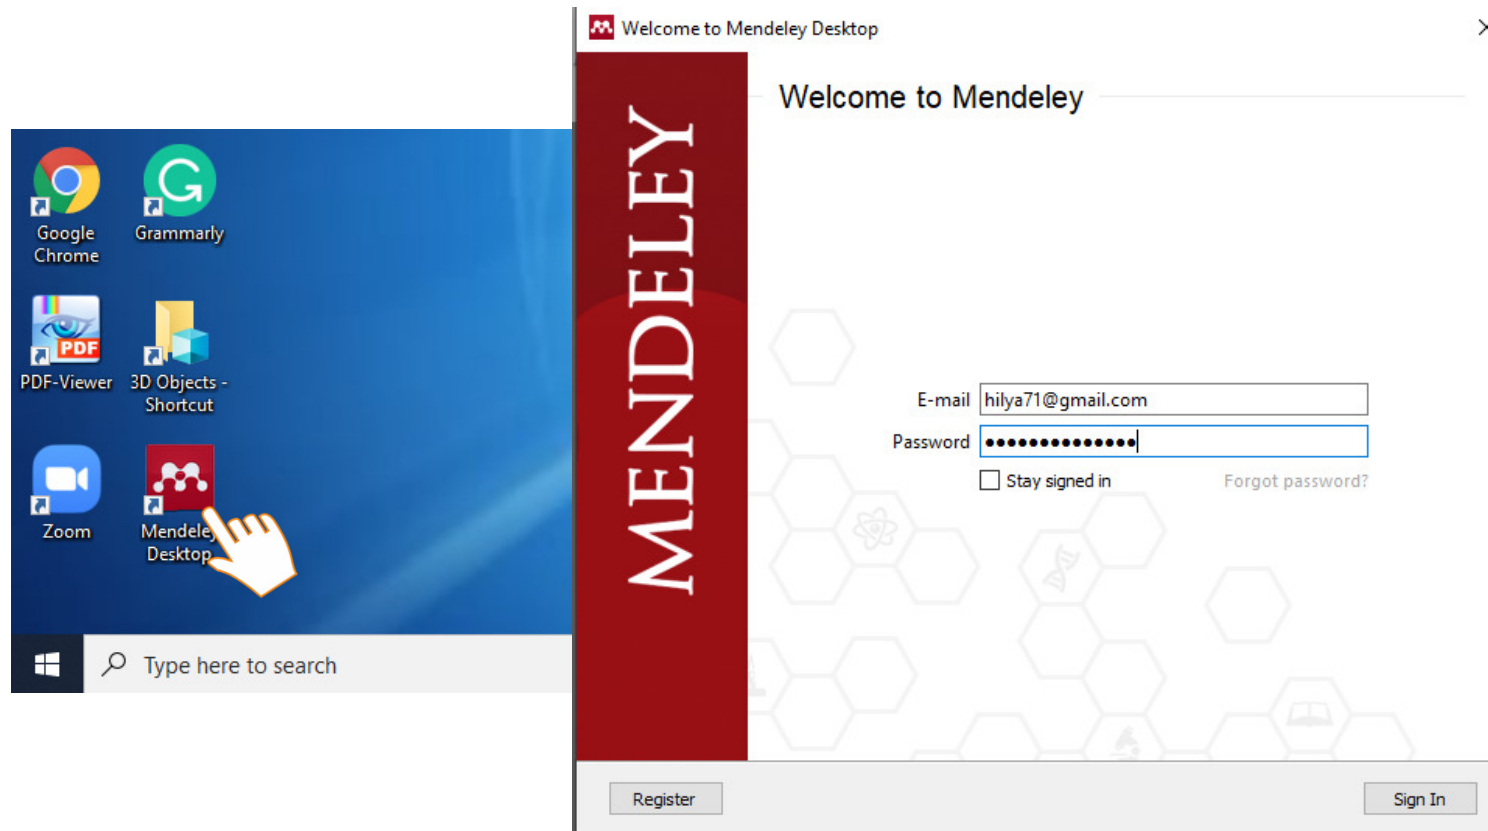 Google
Chrome
Grammarly
PDF
PDF-Viewer
3D Objects -
Shortcut
Zoom
Mendeley
Desktop
Type here to search
Welcome to Mendeley Desktop
MENDELEY
Welcome to Mendeley
E-mail hilya71@gmail.com
Password ••••••••••••••
Stay signed in Forgot password?
Register Sign In